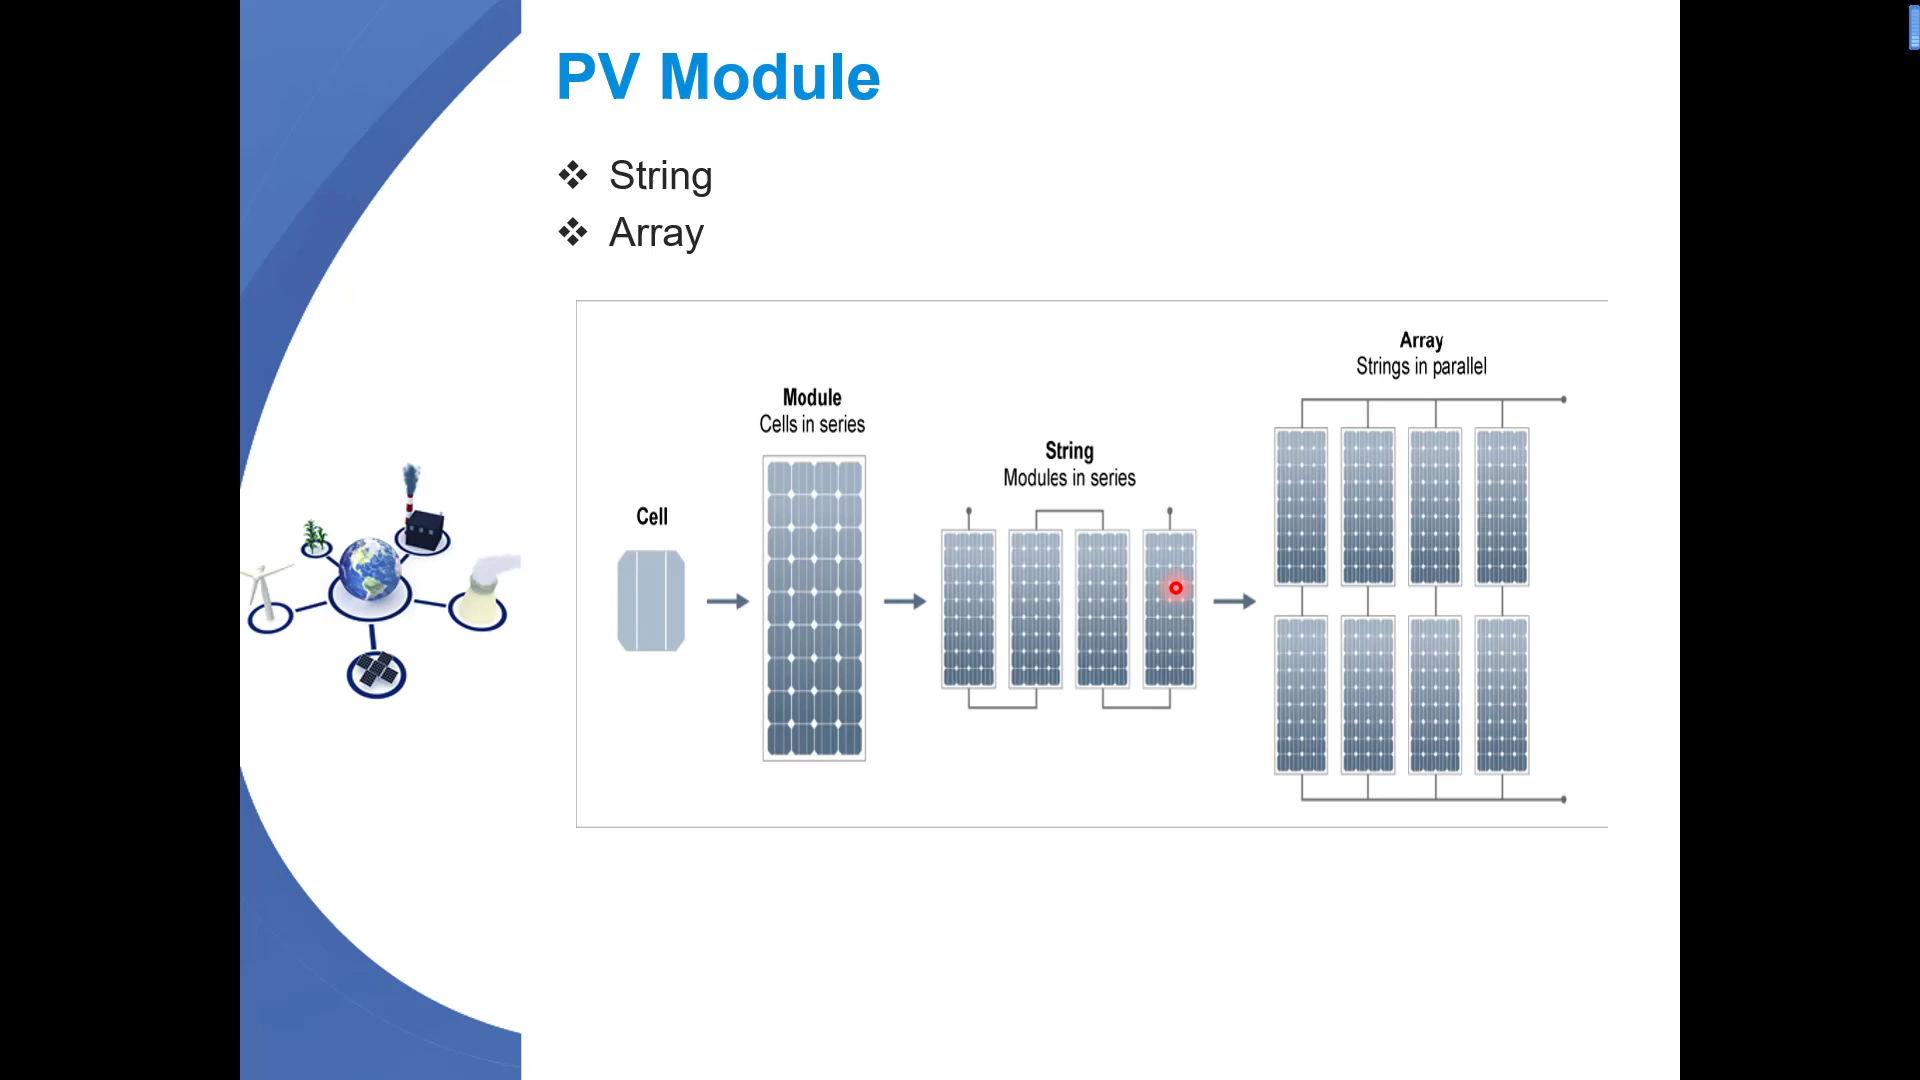 PV Module
String
Array
Cell
Module
Cells in series
String
Modules in series
Array
Strings in parallel